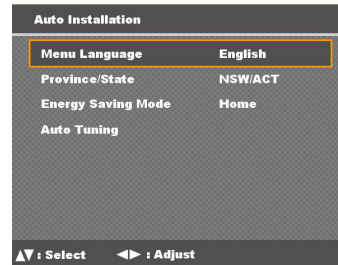 Auto Installation
Menu Language English
Province/State NSW/ACT
Energy Saving Mode Home
Auto Tuning
▲▼ : Select ◀▶ : Adjust